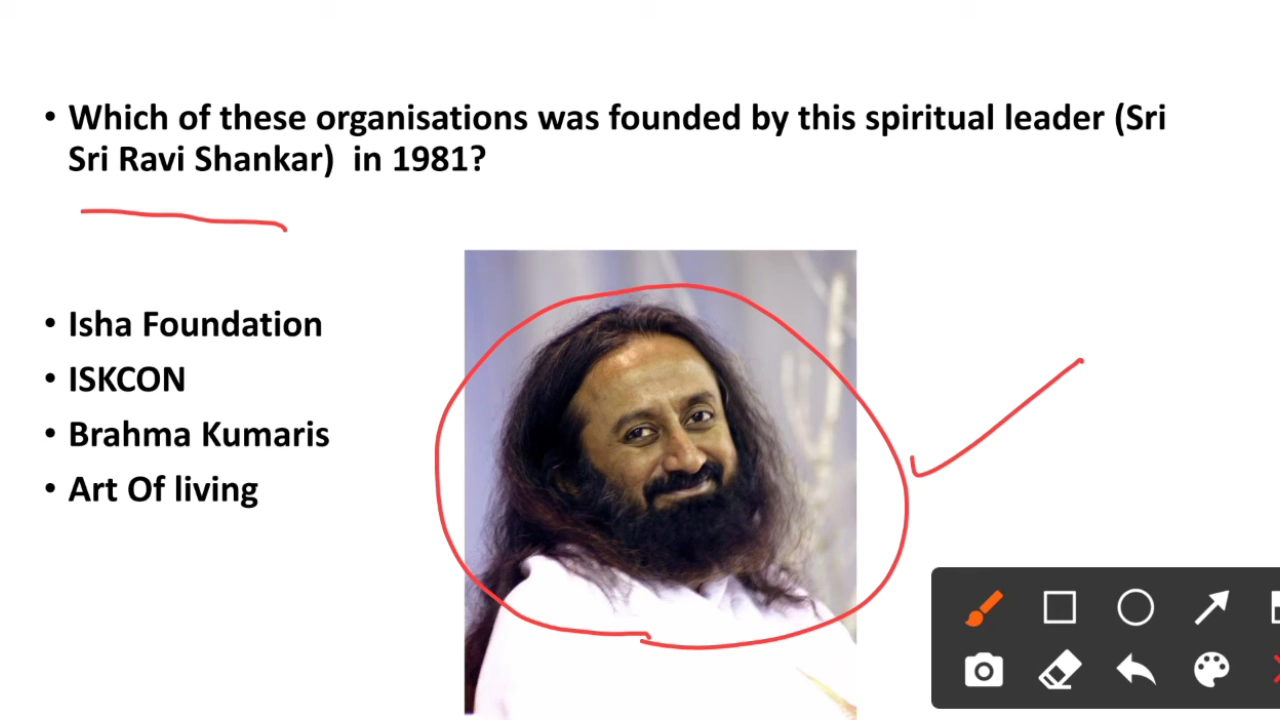 • Which of these organisations was founded by this spiritual leader (Sri
Sri Ravi Shankar)  in 1981?
• Isha Foundation
• ISKCON
• Brahma Kumaris
• Art Of living